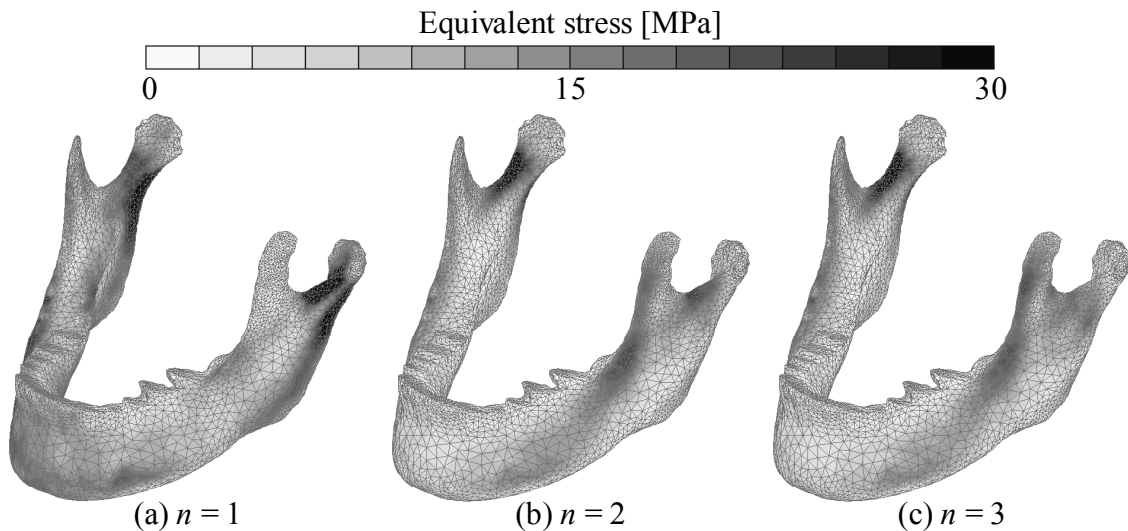 Equivalent stress [MPa]
0 15 30
(a) n = 1 (b) n = 2 (c) n = 3